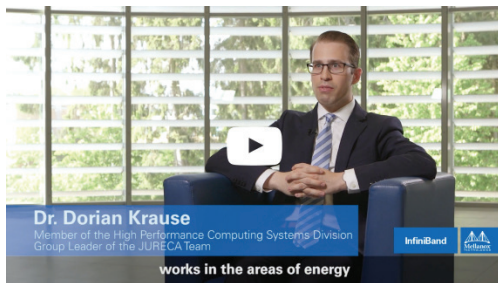 Dr. Dorian Krause
Member of the High Performance Computing Systems Division
Group Leader of the JURECA Team
InfiniBand
Mellanox
works in the areas of energy